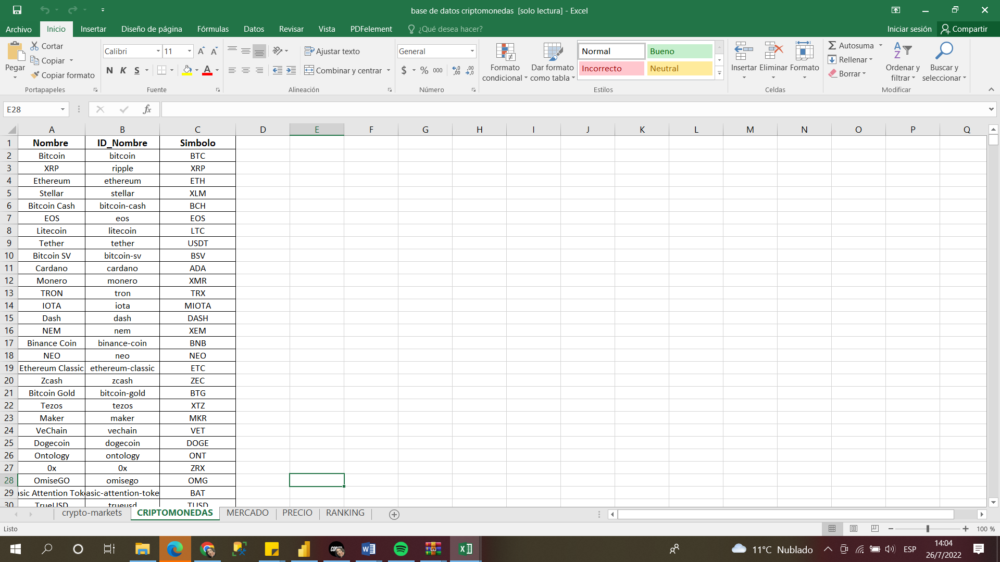 base de datos criptomonedas  [solo lectura] - Excel
Archivo Inicio Insertar Diseño de página Fórmulas Datos Revisar Vista PDFelement ¿Qué desea hacer? Iniciar sesión Compartir
Pegar
Cortar
Copiar
Copiar formato
Portapapeles
Calibri 11
N K S A
Fuente
Ajustar texto
Combinar y centrar
Alineación
General
$ % 000
Número
Formato condicional
Dar formato como tabla
Normal Bueno
Incorrecto Neutral
Estilos
Insertar Eliminar Formato
Celdas
Autosuma
Rellenar
Borrar
Ordenar y filtrar
Buscar y seleccionar
Modificar
E28 fx
A B C D E F G H I J K L M N O P Q
1 Nombre ID_Nombre Simbolo
2 Bitcoin bitcoin BTC
3 XRP ripple XRP
4 Ethereum ethereum ETH
5 Stellar stellar XLM
6 Bitcoin Cash bitcoin-cash BCH
7 EOS eos EOS
8 Litecoin litecoin LTC
9 Tether tether USDT
10 Bitcoin SV bitcoin-sv BSV
11 Cardano cardano ADA
12 Monero monero XMR
13 TRON tron TRX
14 IOTA iota MIOTA
15 Dash dash DASH
16 NEM nem XEM
17 Binance Coin binance-coin BNB
18 NEO neo NEO
19 Ethereum Classic ethereum-classic ETC
20 Zcash zcash ZEC
21 Bitcoin Gold bitcoin-gold BTG
22 Tezos tezos XTZ
23 Maker maker MKR
24 VeChain vechain VET
25 Dogecoin dogecoin DOGE
26 Ontology ontology ONT
27 0x 0x ZRX
28 OmiseGO omisego OMG
29 asic Attention Tok asic-attention-toke BAT
30 TrueUSD trueusd TUSD
crypto-markets CRIPTOMONEDAS MERCADO PRECIO RANKING
Listo 100 %
11°C Nublado ESP 14:04
26/7/2022